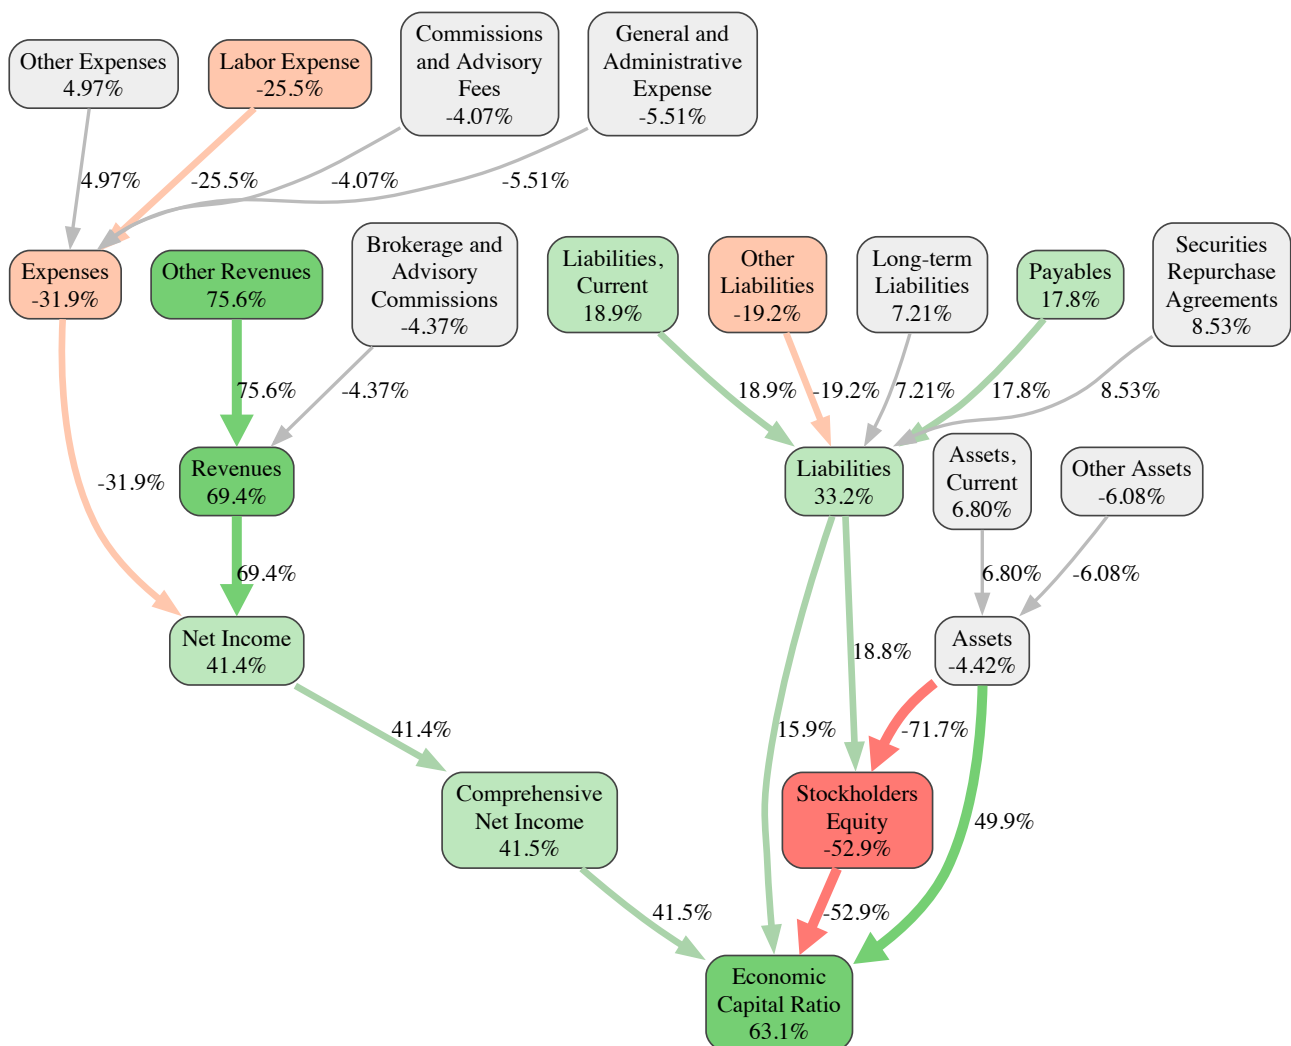 Other Expenses
4.97%
Labor Expense
-25.5%
Commissions
and Advisory
Fees
-4.07%
General and
Administrative
Expense
-5.51%
4.97%
-25.5%
-4.07%
-5.51%
Expenses
-31.9%
Other Revenues
75.6%
Brokerage and
Advisory
Commissions
-4.37%
Liabilities,
Current
18.9%
Other
Liabilities
-19.2%
Long-term
Liabilities
7.21%
Payables
17.8%
Securities
Repurchase
Agreements
8.53%
75.6%
-4.37%
18.9%
-19.2%
7.21%
17.8%
8.53%
-31.9%
Revenues
69.4%
Liabilities
33.2%
Assets,
Current
6.80%
Other Assets
-6.08%
69.4%
6.80%
-6.08%
Net Income
41.4%
18.8%
Assets
-4.42%
41.4%
15.9%
-71.7%
Comprehensive
Net Income
41.5%
Stockholders
Equity
-52.9%
49.9%
41.5%
-52.9%
Economic
Capital Ratio
63.1%